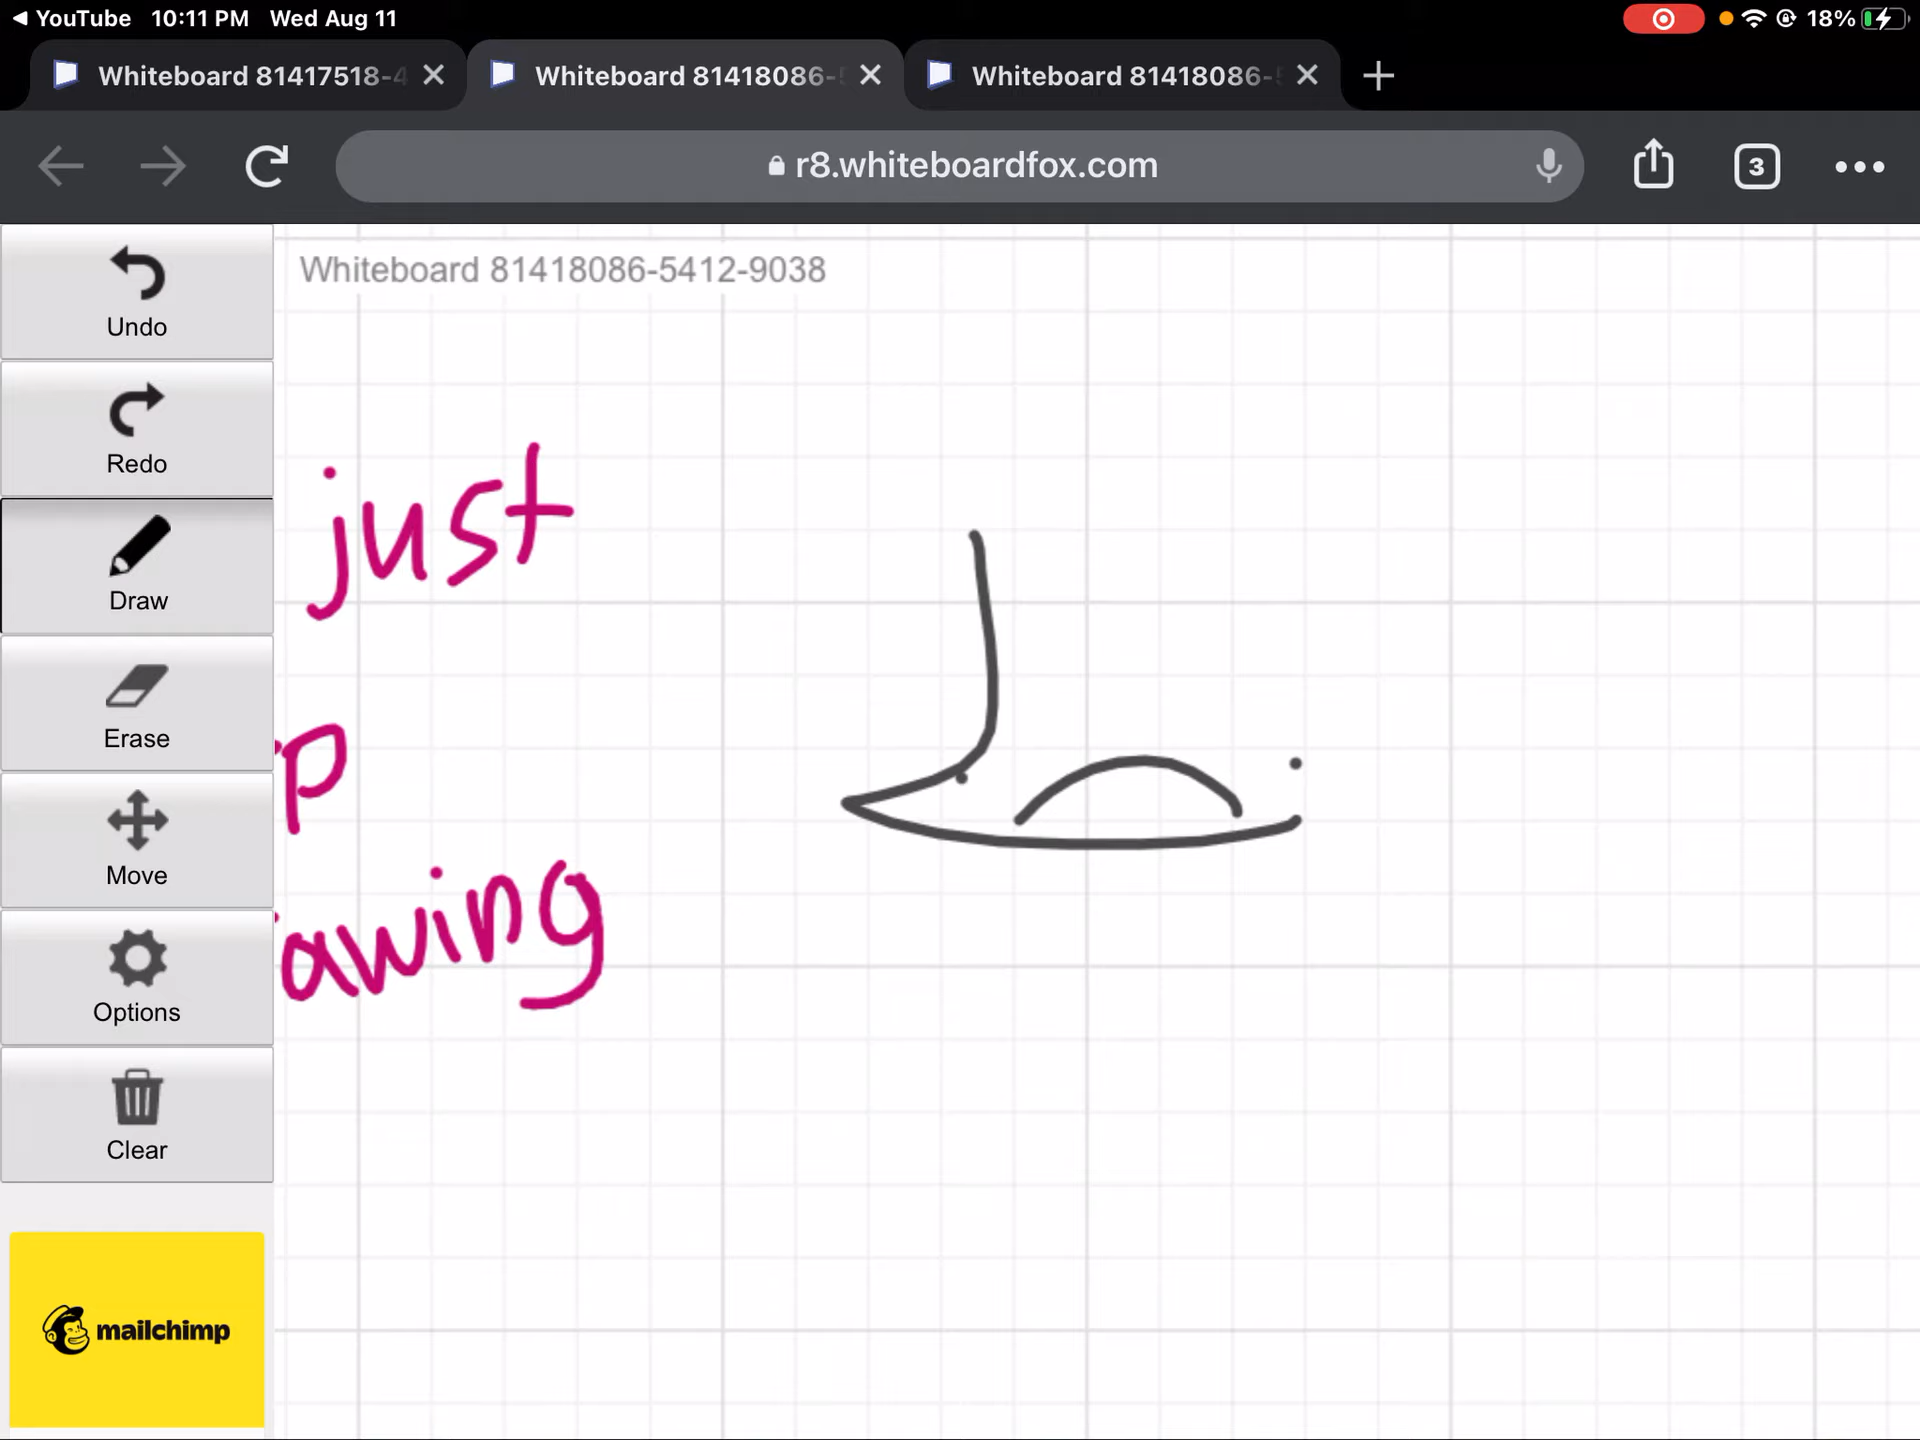 YouTube 10:11 PM Wed Aug 11 18%
Whiteboard 81417518-4 Whiteboard 81418086- Whiteboard 81418086-
r8.whiteboardfox.com 3
Whiteboard 81418086-5412-9038
Undo
Redo
Draw
Erase
Move
Options
Clear
mailchimp
just
p
awing